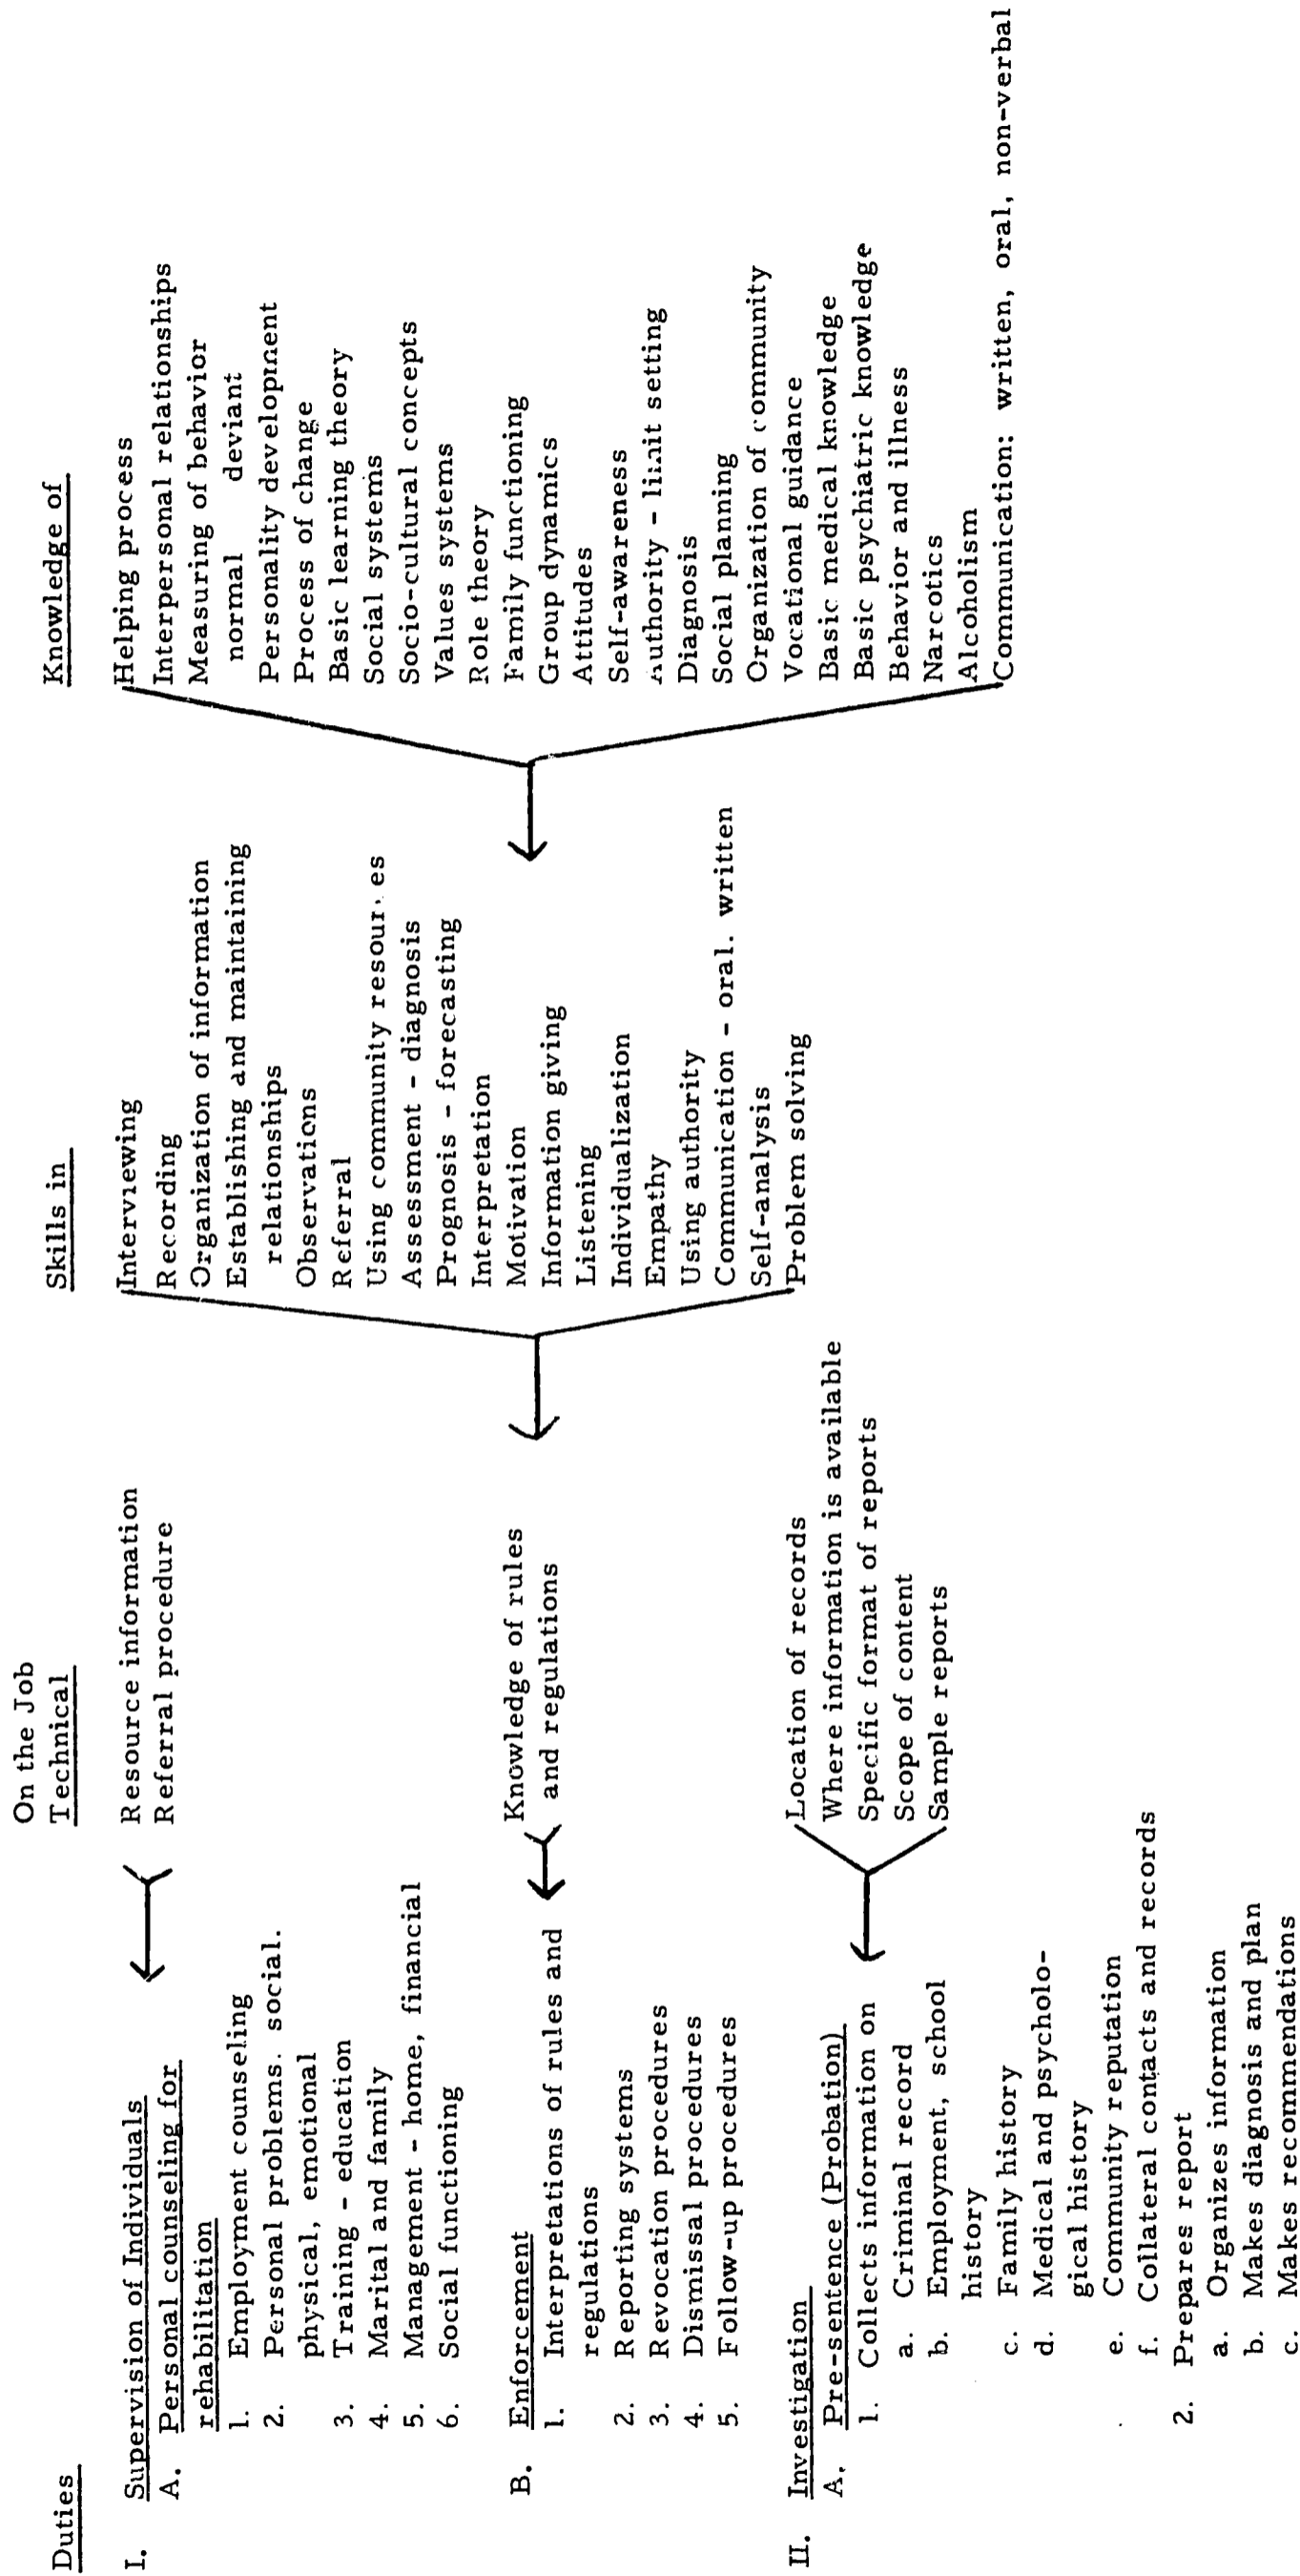 Duties
I. Supervision of Individuals
A. Personal counseling for
rehabilitation
1. Employment counseling
2. Personal problems. social.
physical, emotional
3. Training - education
4. Marital and family
5. Management - home, financial
6. Social functioning
B. Enforcement
1. Interpretations of rules and
regulations
2. Reporting systems
3. Revocation procedures
4. Dismissal procedures
5. Follow-up procedures
II. Investigation
A. Pre-sentence (Probation)
1. Collects information on
a. Criminal record
b. Employment, school
history
c. Family history
d. Medical and psycholo-
gical history
e. Community reputation
f. Collateral contacts and records
2. Prepares report
a. Organizes information
b. Makes diagnosis and plan
c. Makes recommendations
On the Job
Technical
Resource information
Referral procedure
Knowledge of rules
and regulations
Location of records
Where information is available
Specific format of reports
Scope of content
Sample reports
Skills in
Interviewing
Recording
Organization of information
Establishing and maintaining
relationships
Observations
Referral
Using community resources
Assessment - diagnosis
Prognosis - forecasting
Interpretation
Motivation
Information giving
Listening
Individualization
Empathy
Using authority
Communication - oral. written
Self-analysis
Problem solving
Knowledge of
Helping process
Interpersonal relationships
Measuring of behavior
normal deviant
Personality development
Process of change
Basic learning theory
Social systems
Socio-cultural concepts
Values systems
Role theory
Family functioning
Group dynamics
Attitudes
Self-awareness
Authority - limit setting
Diagnosis
Social planning
Organization of community
Vocational guidance
Basic medical knowledge
Basic psychiatric knowledge
Behavior and illness
Narcotics
Alcoholism
Communication: written, oral, non-verbal